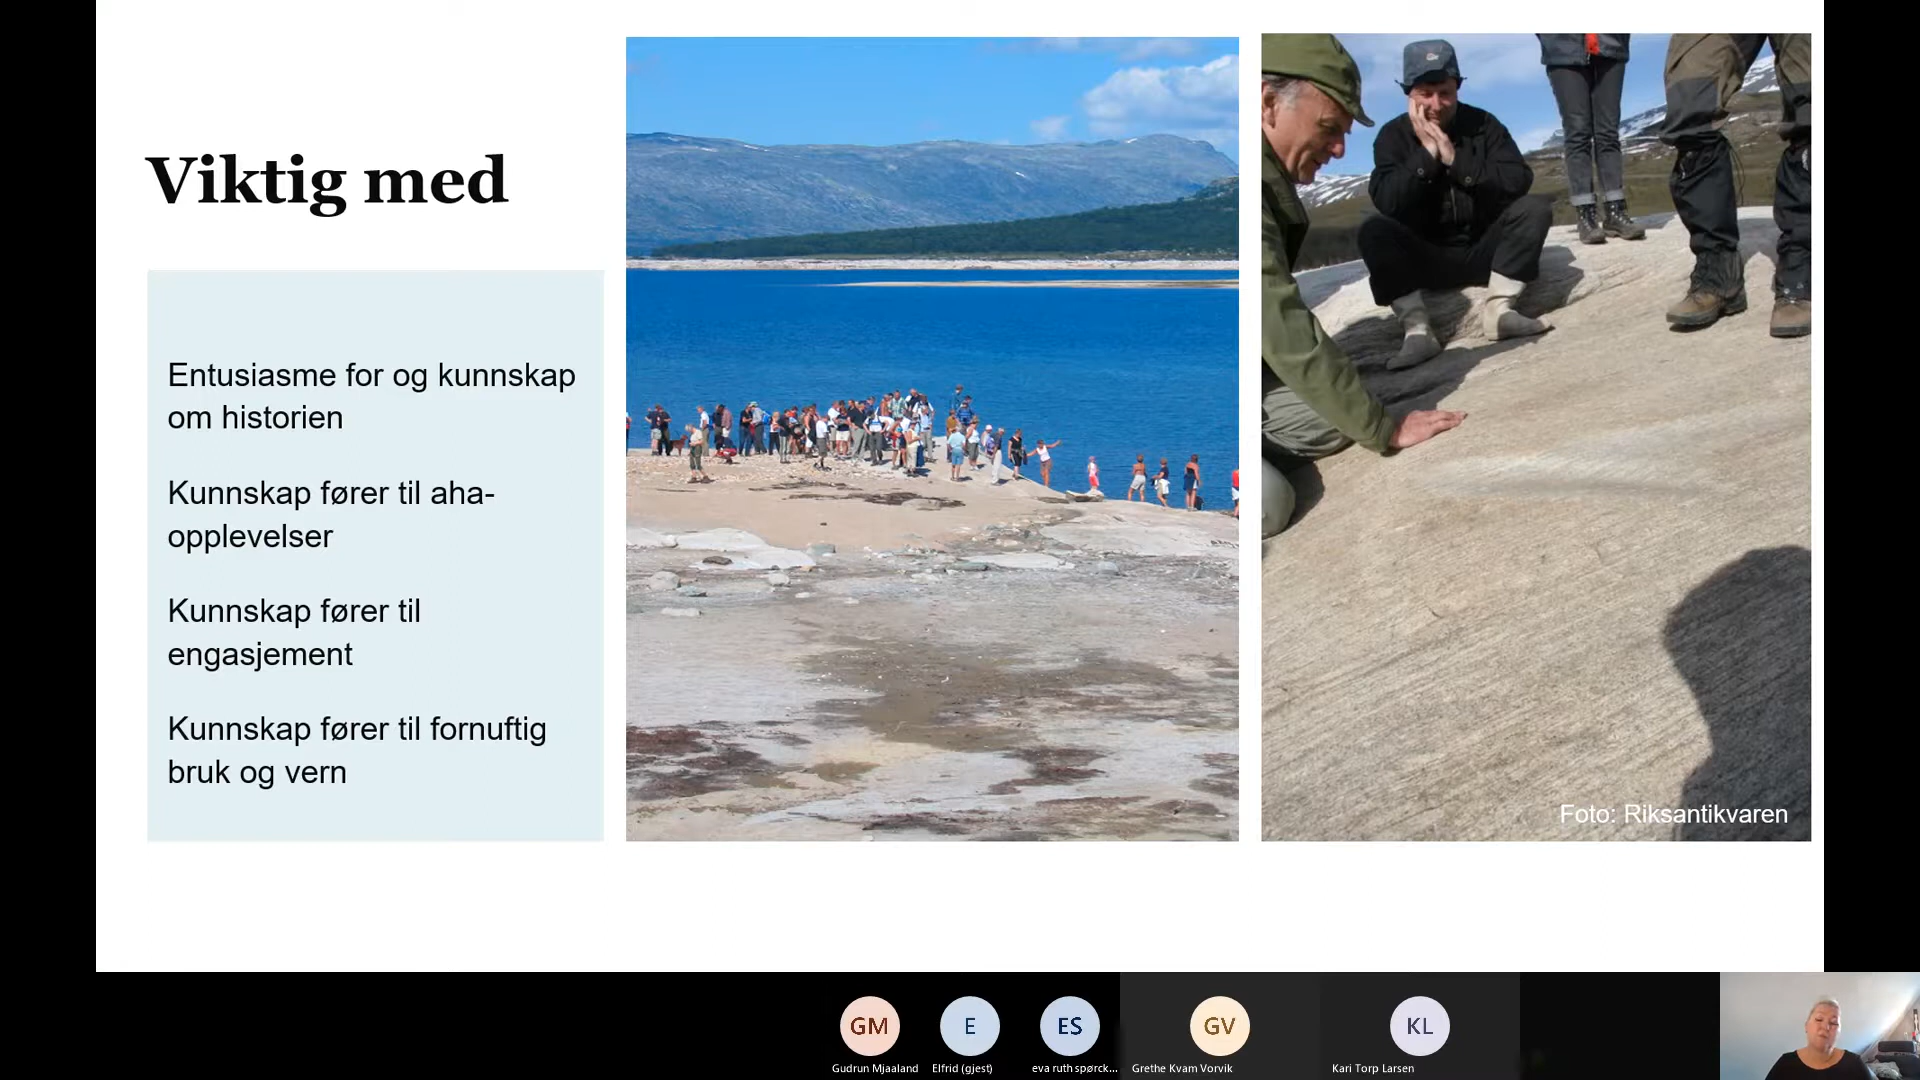 Viktig med
Entusiasme for og kunnskap
om historien
Kunnskap fører til aha-
opplevelser
Kunnskap fører til
engasjement
Kunnskap fører til fornuftig
bruk og vern
Foto: Riksantikvaren
GM
E
ES
GV
KL
Gudrun Mjaaland
Elfrid (gjest)
eva ruth spørck...
Grethe Kvam Vorvik
Kari Torp Larsen